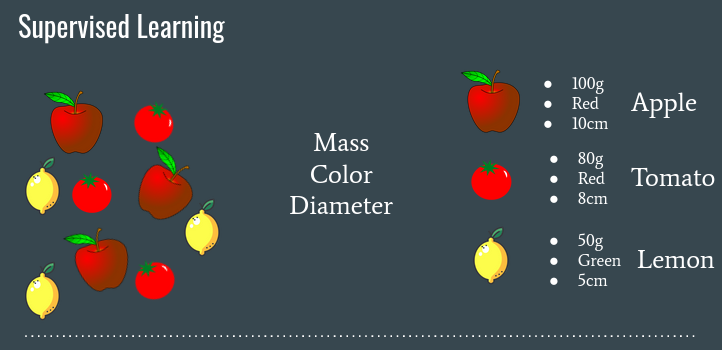 Supervised Learning
Mass
Color
Diameter
100g
Red
10cm
Apple
80g
Red
8cm
Tomato
50g
Green
5cm
Lemon